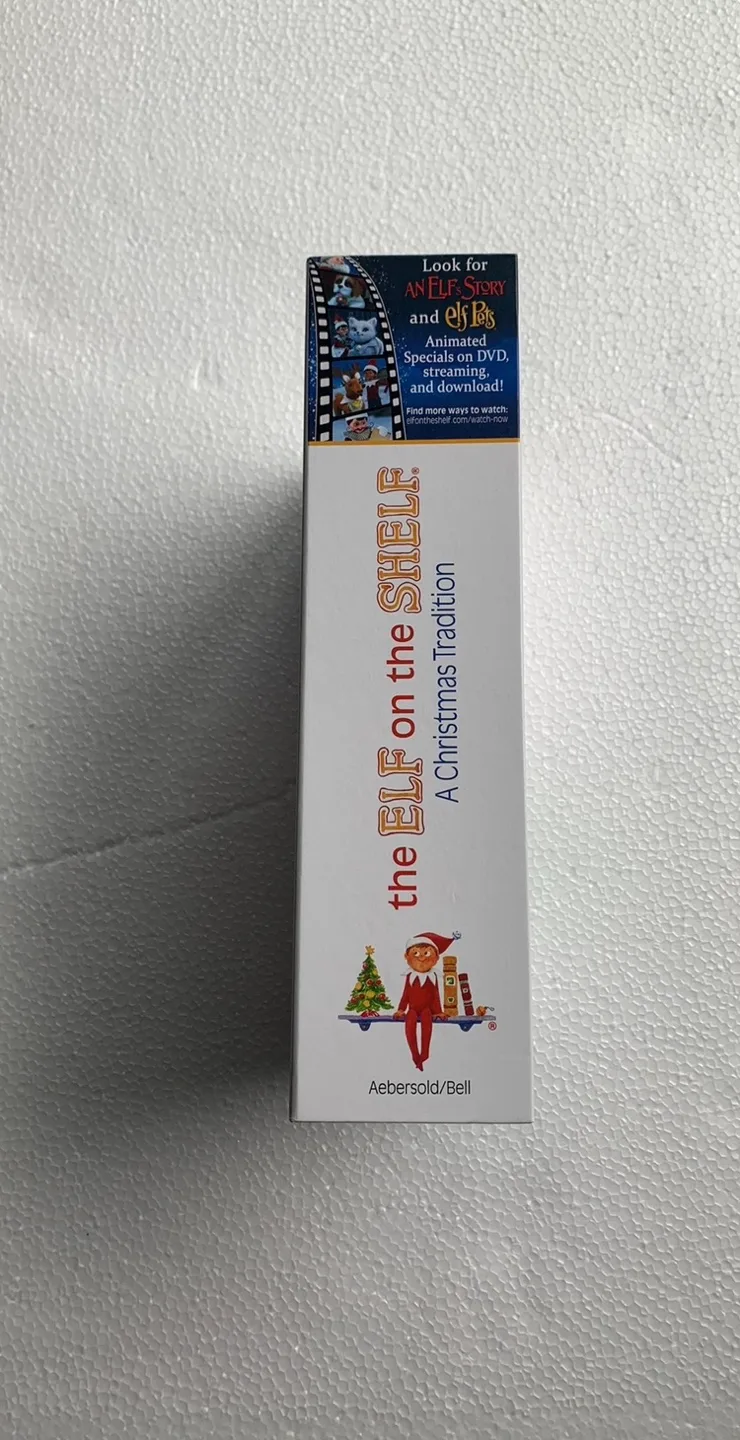 Look for
AN ELF'S STORY
and elf Pets
Animated
Specials on DVD,
streaming,
and download!
Find more ways to watch:
elfontheshelf.com/watch-now
the ELF on the SHELF®
A Christmas Tradition
®
Aebersold/Bell